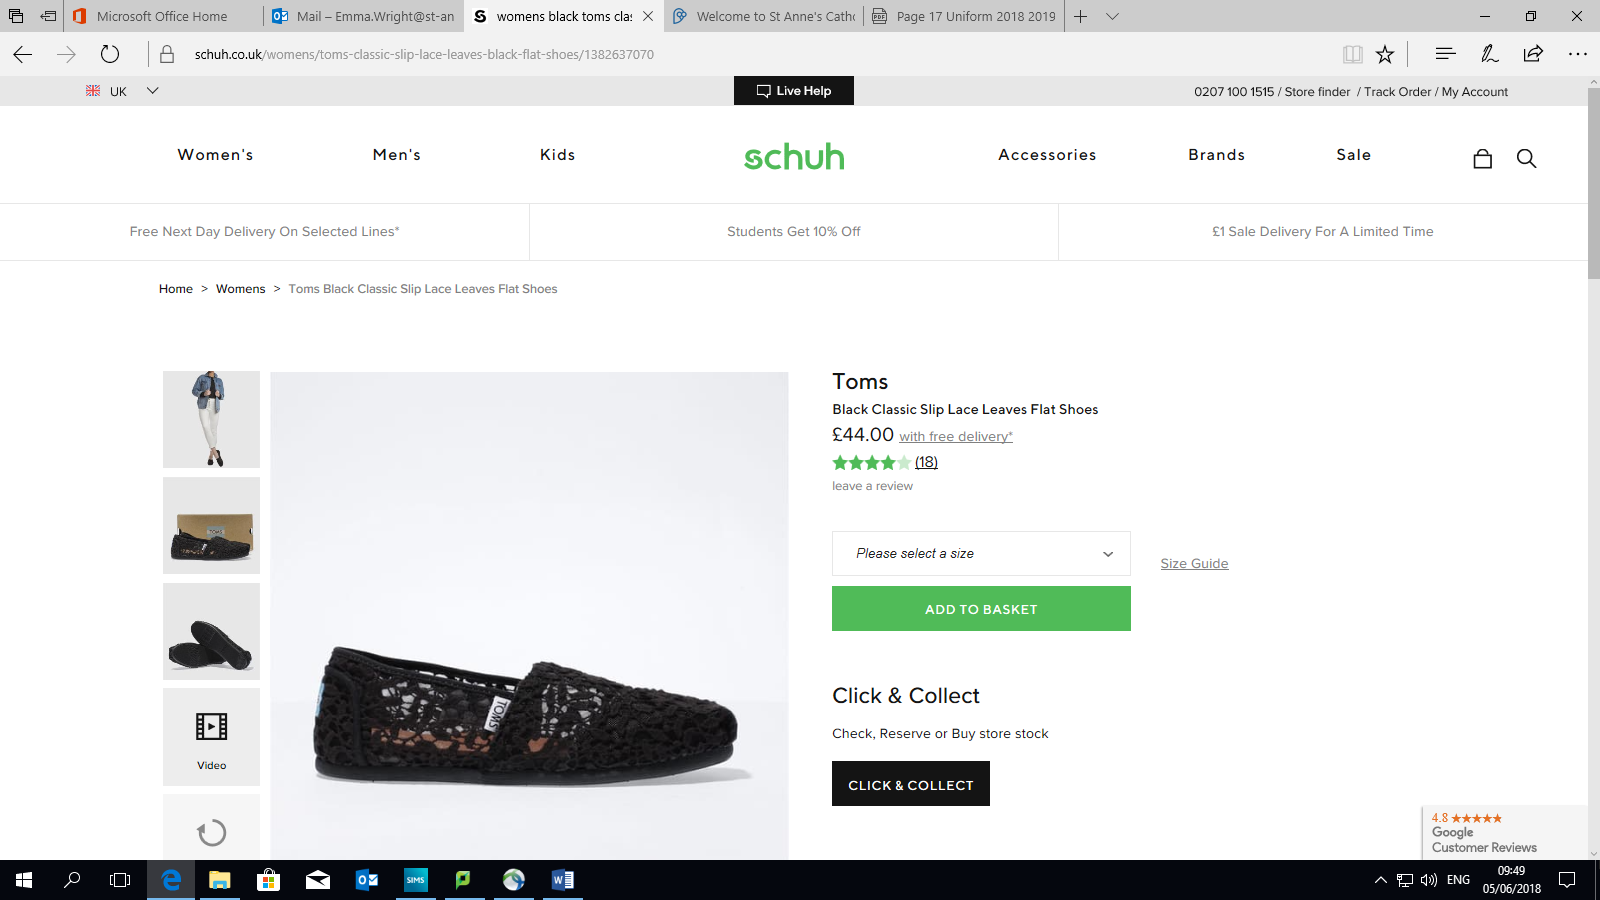 Microsoft Office Home
Mail – Emma.Wright@st-an
womens black toms clas
Welcome to St Anne's Catho
Page 17 Uniform 2018 2019
schuh.co.uk/womens/toms-classic-slip-lace-leaves-black-flat-shoes/1382637070
UK
Live Help
0207 100 1515 / Store finder / Track Order / My Account
Women's Men's Kids schuh Accessories Brands Sale
Free Next Day Delivery On Selected Lines*
Students Get 10% Off
£1 Sale Delivery For A Limited Time
Home > Womens > Toms Black Classic Slip Lace Leaves Flat Shoes
Toms
Black Classic Slip Lace Leaves Flat Shoes
£44.00 with free delivery*
(18)
leave a review
Please select a size
Size Guide
ADD TO BASKET
TOMS
Click & Collect
Check, Reserve or Buy store stock
CLICK & COLLECT
Video
4.8
Google
Customer Reviews
SIMS
ENG
09:49
05/06/2018